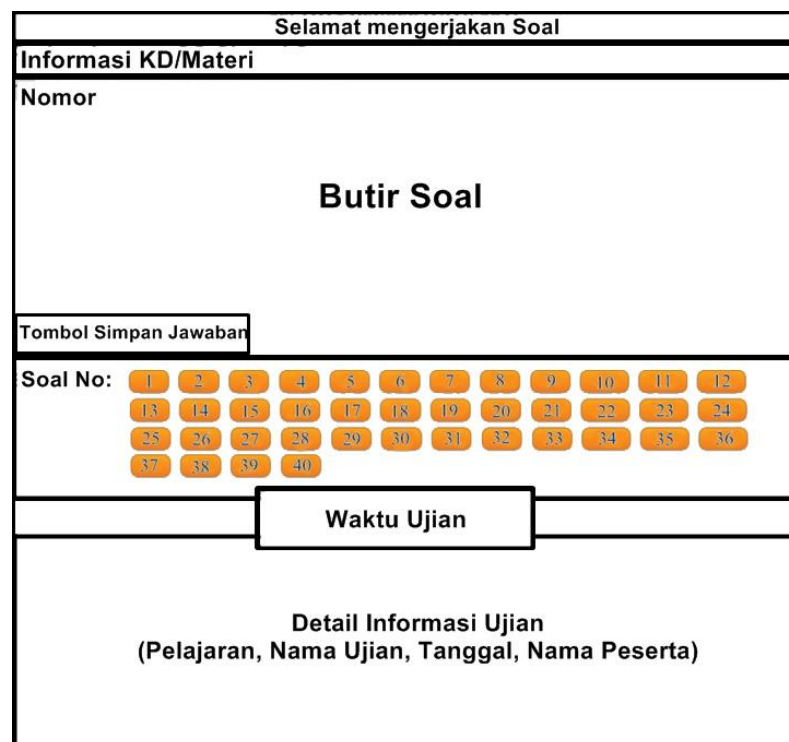 Selamat mengerjakan Soal
Informasi KD/Materi
Nomor
Butir Soal
Tombol Simpan Jawaban
Soal No: 1 2 3 4 5 6 7 8 9 10 11 12
13 14 15 16 17 18 19 20 21 22 23 24
25 26 27 28 29 30 31 32 33 34 35 36
37 38 39 40
Waktu Ujian
Detail Informasi Ujian
(Pelajaran, Nama Ujian, Tanggal, Nama Peserta)